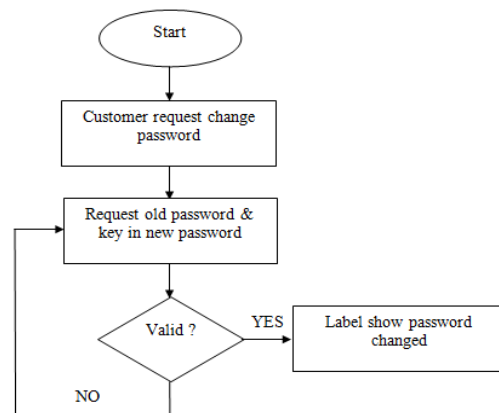 Start
Customer request change
password
Request old password &
key in new password
Valid ?
YES
Label show password
changed
NO